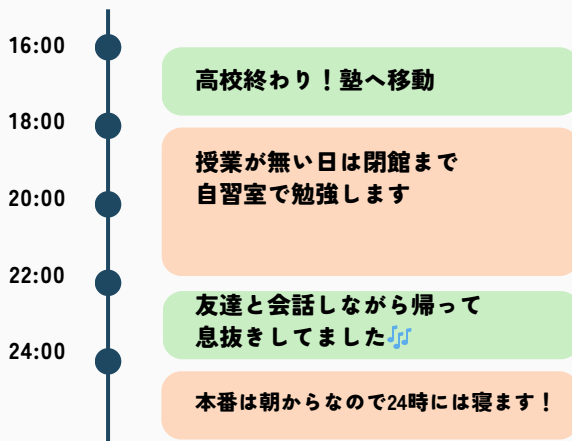 16:00
高校終わり！塾へ移動
18:00
授業が無い日は閉館まで
自習室で勉強します
20:00
22:00
友達と会話しながら帰って
息抜きしてました🎶
24:00
本番は朝からなので24時には寝ます！